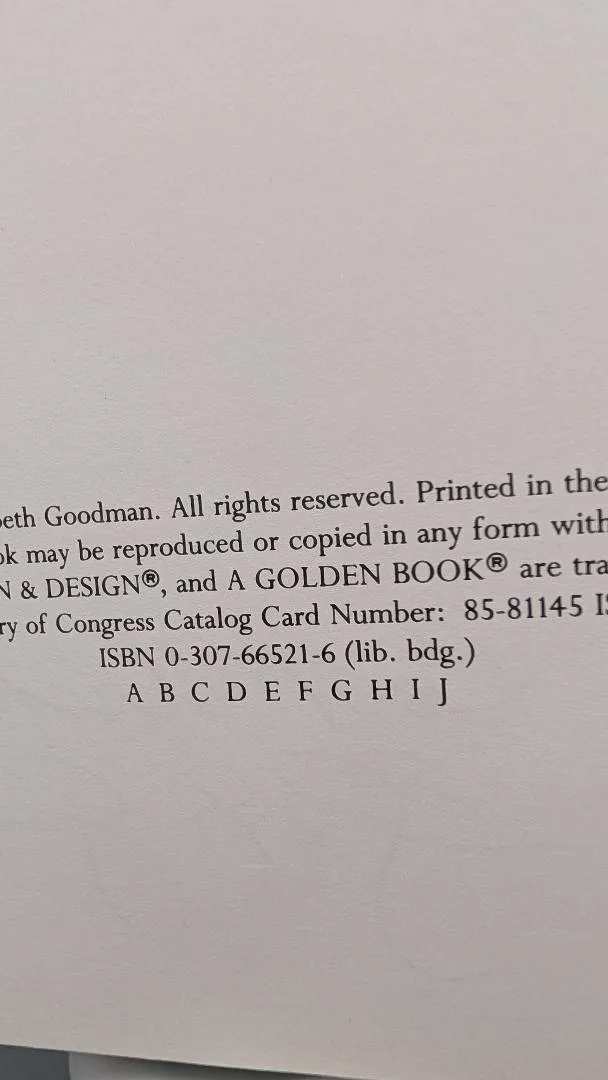 beth Goodman. All rights reserved. Printed in the
ok may be reproduced or copied in any form with
N & DESIGN®, and A GOLDEN BOOK® are tra
ry of Congress Catalog Card Number: 85-81145 IS
ISBN 0-307-66521-6 (lib. bdg.)
A B C D E F G H I J